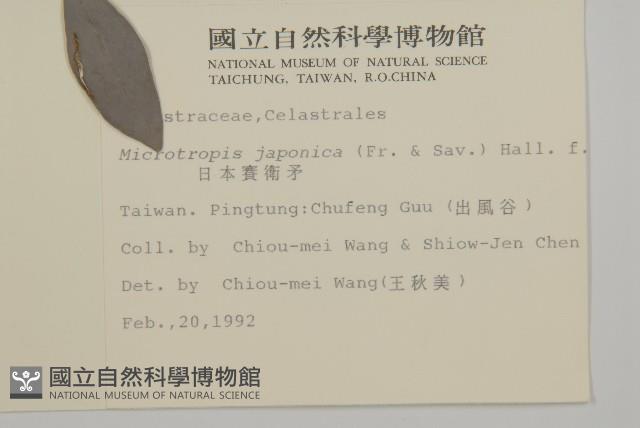 國立自然科學博物館
NATIONAL MUSEUM OF NATURAL SCIENCE
TAICHUNG, TAIWAN, R.O.CHINA
straceae,Celastrales
Microtropis japonica (Fr. & Sav.) Hall. f.
日本賽衛矛
Taiwan. Pingtung:Chufeng Guu (出風谷)
Coll. by Chiou-mei Wang & Shiow-Jen Chen
Det. by Chiou-mei Wang(王秋美)
Feb.,20,1992
國立自然科學博物館
NATIONAL MUSEUM OF NATURAL SCIENCE